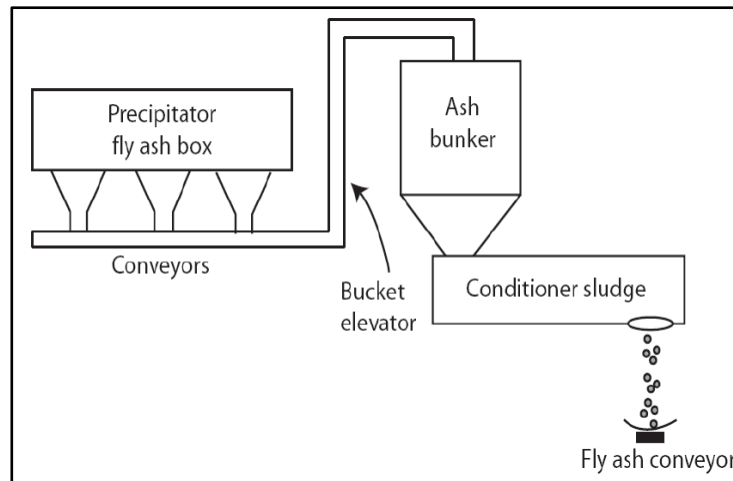 Precipitator
fly ash box
Ash
bunker
Conveyors
Bucket
elevator
Conditioner sludge
Fly ash conveyor